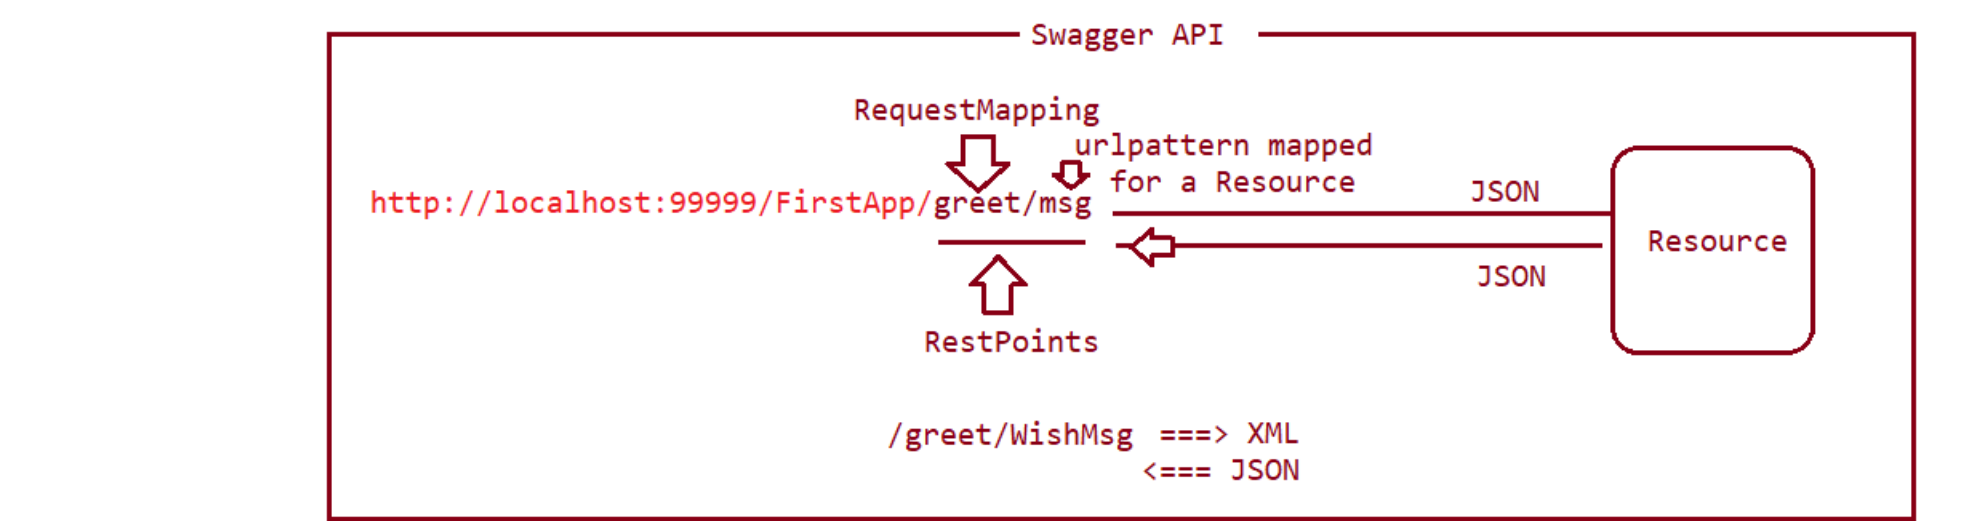 Swagger API
RequestMapping
urlpattern mapped
for a Resource
http://localhost:99999/FirstApp/greet/msg
JSON
Resource
JSON
RestPoints
/greet/WishMsg ===> XML
<=== JSON